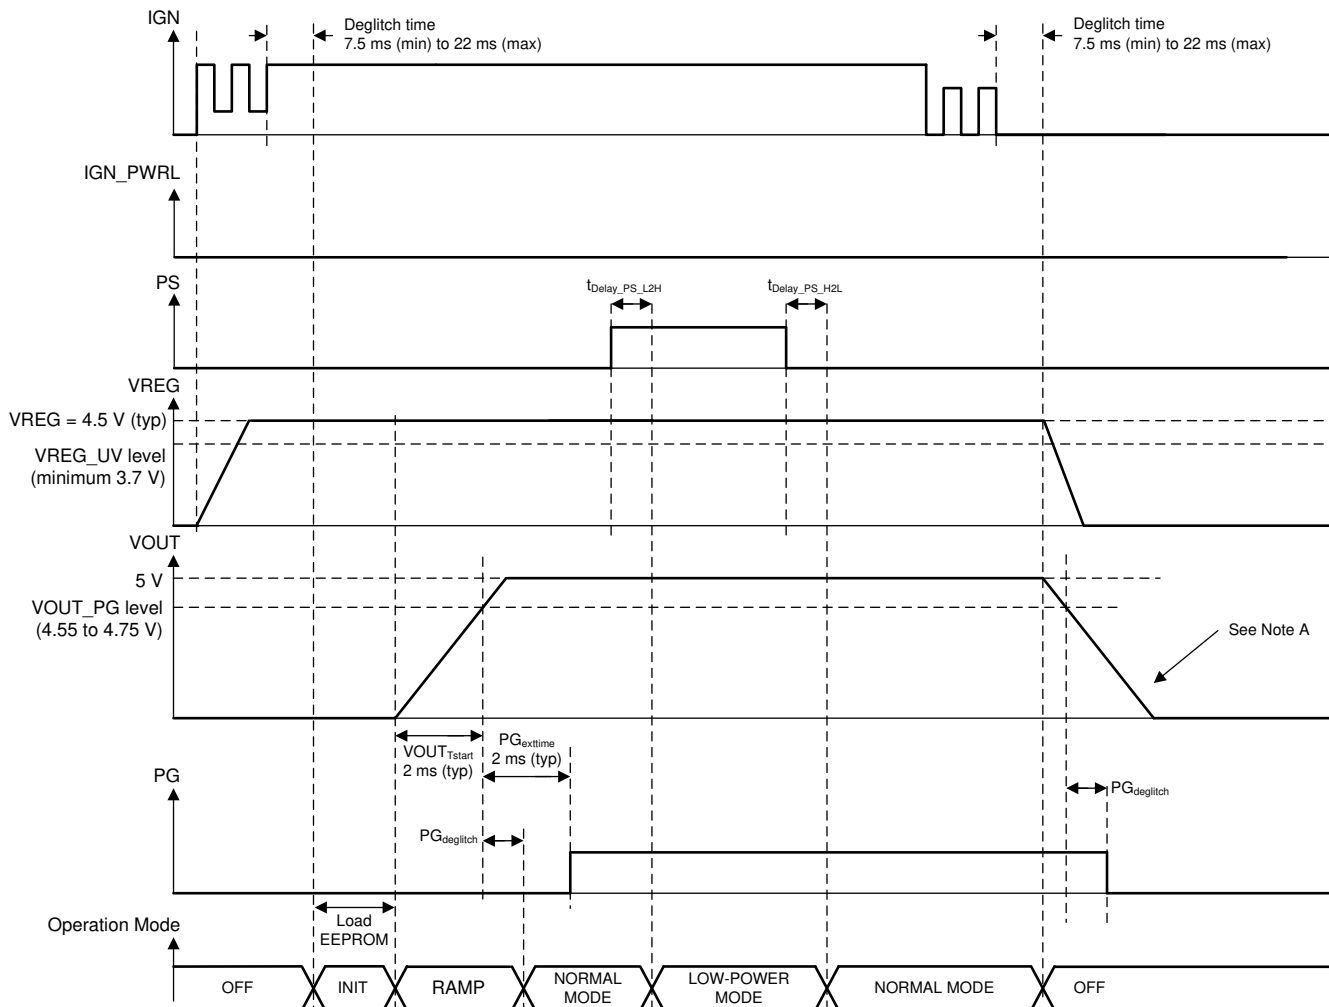 IGN
Deglitch time
7.5 ms (min) to 22 ms (max)
Deglitch time
7.5 ms (min) to 22 ms (max)
IGN_PWRL
PS
tDelay_PS_L2H
tDelay_PS_H2L
VREG
VREG = 4.5 V (typ)
VREG_UV level
(minimum 3.7 V)
VOUT
5 V
VOUT_PG level
(4.55 to 4.75 V)
See Note A
VOUTTstart
2 ms (typ)
PGexttime
2 ms (typ)
PG
PGdeglitch
PGdeglitch
Operation Mode
Load
EEPROM
OFF
INIT
RAMP
NORMAL
MODE
LOW-POWER
MODE
NORMAL MODE
OFF